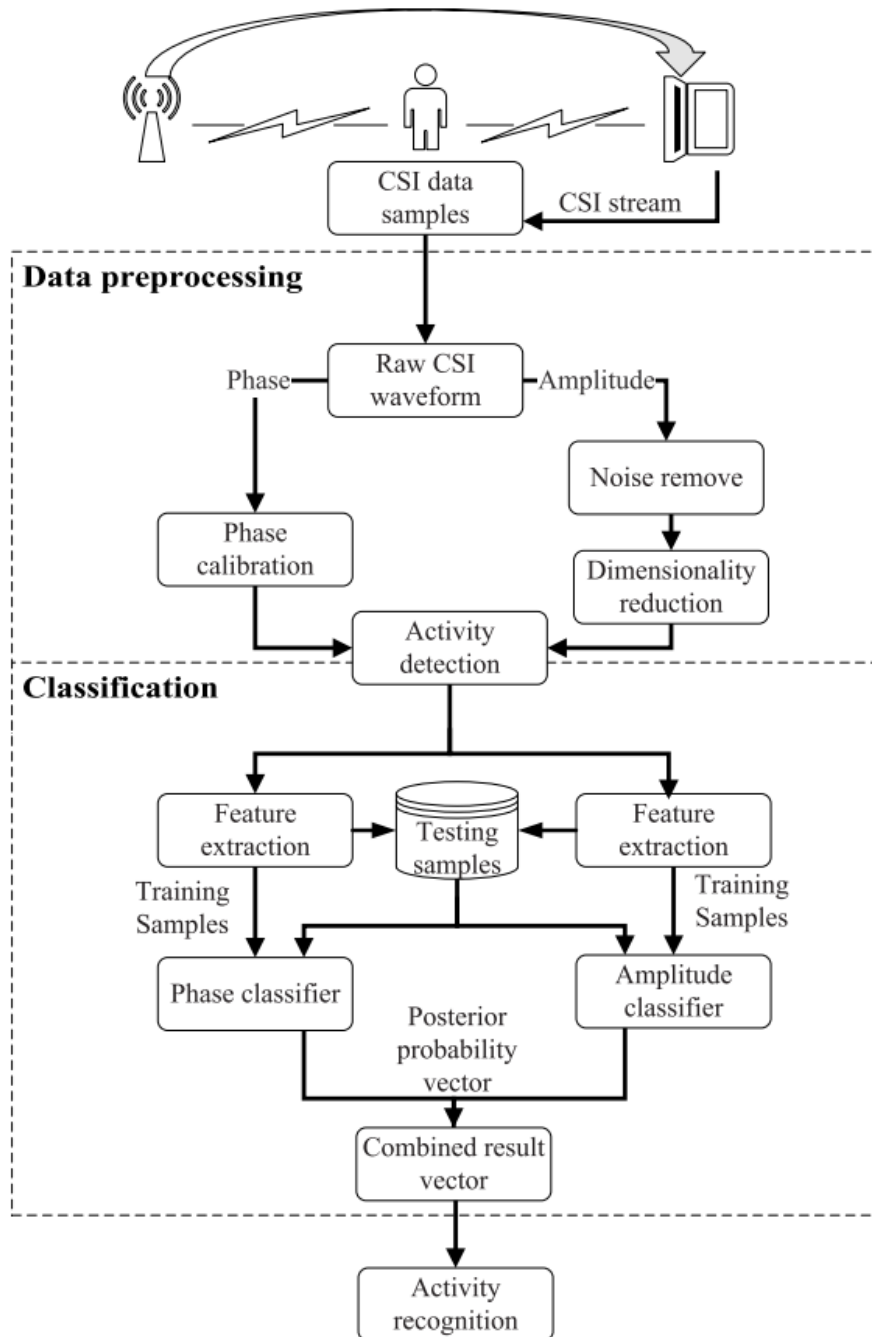 CSI data
samples
CSI stream
Data preprocessing
Raw CSI
waveform
Phase
Amplitude
Noise remove
Phase
calibration
Dimensionality
reduction
Activity
detection
Classification
Feature
extraction
Testing
samples
Feature
extraction
Training
Samples
Training
Samples
Phase classifier
Amplitude
classifier
Posterior
probability
vector
Combined result
vector
Activity
recognition